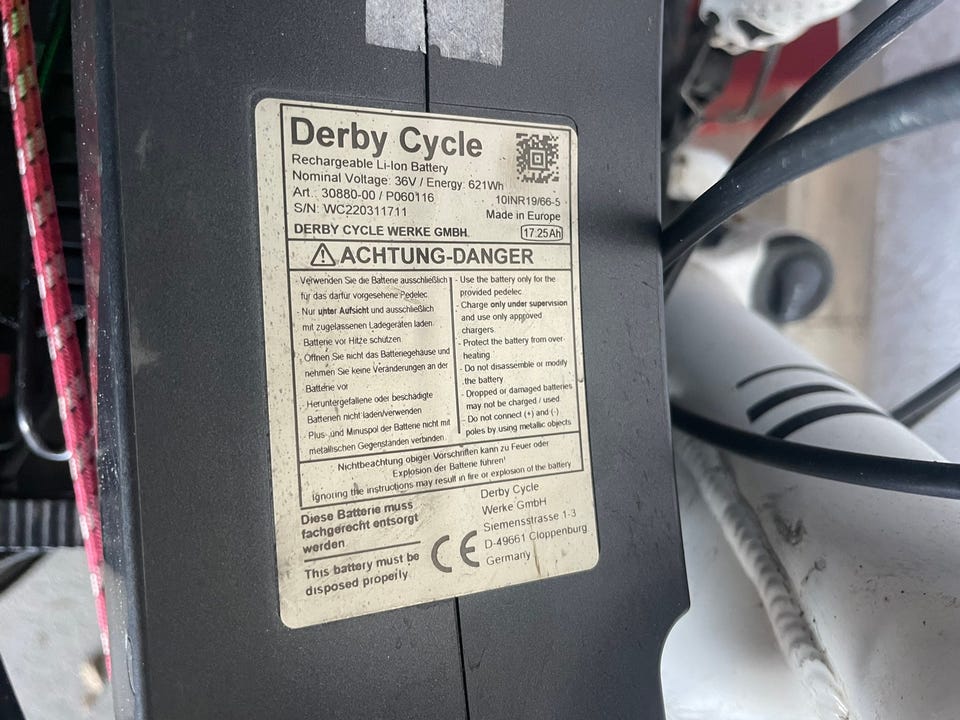 Derby Cycle
Rechargeable Li-Ion Battery
Nominal Voltage: 36V / Energy: 621Wh
Art.: 30880-00 / P060116
10INR19/66-5
S/N: WC220311711
Made in Europe
DERBY CYCLE WERKE GMBH.
17.25Ah
ACHTUNG-DANGER
- Verwenden Sie die Batterie ausschließlich
für das dafür vorgesehene Pedelec.
- Nur unter Aufsicht und ausschließlich
mit zugelassenen Ladegeräten laden.
- Batterie vor Hitze schützen.
- Öffnen Sie nicht das Batteriegehäuse und
nehmen Sie keine Veränderungen an der
Batterie vor
- Heruntergefallene oder beschädigte
Batterien nicht laden/verwenden
- Plus- und Minuspol der Batterie nicht mit
metallischen Gegenständen verbinden.
- Use the battery only for the
provided pedelec.
- Charge only under supervision
and use only approved
chargers.
- Protect the battery from over-
heating
- Do not disassemble or modify
the battery
- Dropped or damaged batteries
may not be charged / used
- Do not connect (+) and (-)
poles by using metallic objects
Nichtbeachtung obiger Vorschriften kann zu Feuer oder
Explosion der Batterie führen!
Ignoring the instructions may result in fire or explosion of the battery
Diese Batterie muss
fachgerecht entsorgt
werden.
This battery must be
disposed properly
CE
Derby Cycle
Werke GmbH
Siemensstrasse 1-3
D-49661 Cloppenburg
Germany